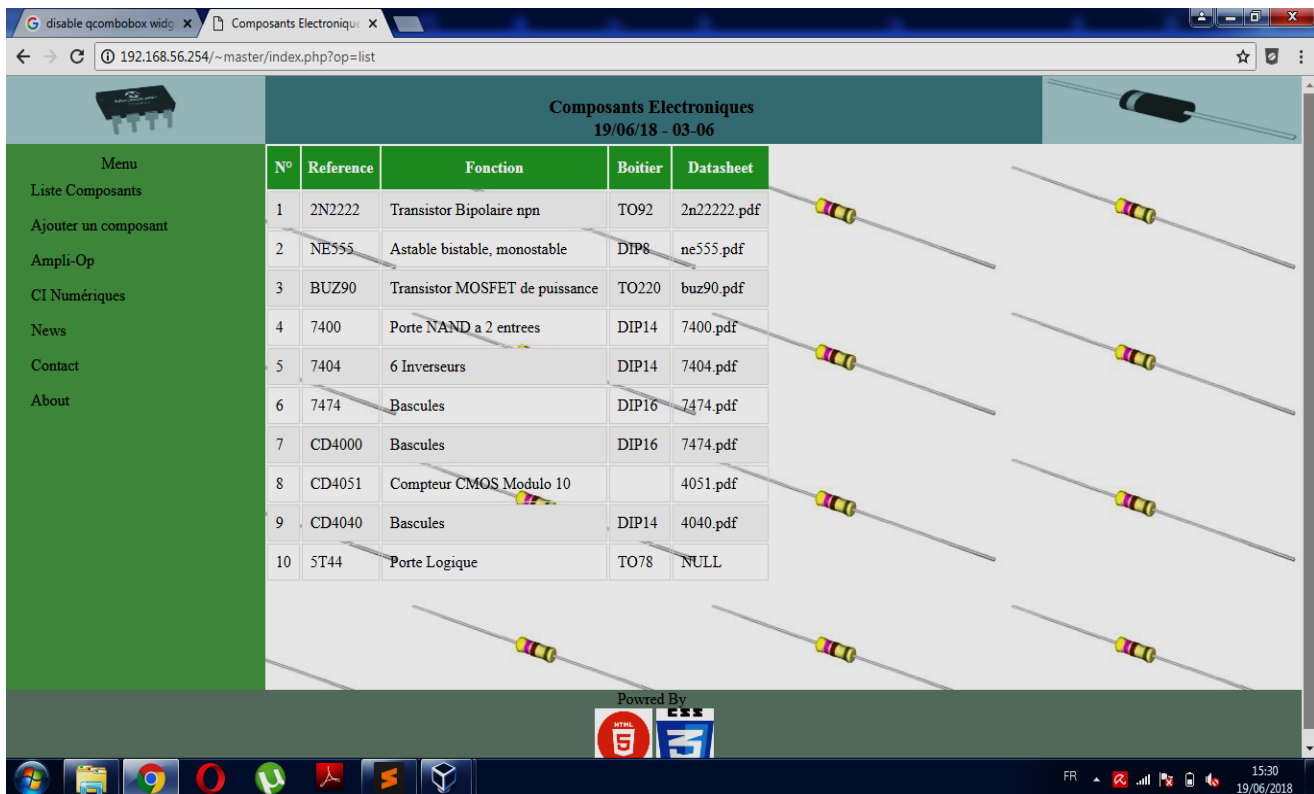 disable qcombobox widg
Composants Electronique
192.168.56.254/~master/index.php?op=list
Composants Electroniques
19/06/18 - 03-06
Menu
Liste Composants
Ajouter un composant
Ampli-Op
CI Numériques
News
Contact
About
N° Reference Fonction Boitier Datasheet
1 2N2222 Transistor Bipolaire npn TO92 2n22222.pdf
2 NE555 Astable bistable, monostable DIP8 ne555.pdf
3 BUZ90 Transistor MOSFET de puissance TO220 buz90.pdf
4 7400 Porte NAND a 2 entrees DIP14 7400.pdf
5 7404 6 Inverseurs DIP14 7404.pdf
6 7474 Bascules DIP16 7474.pdf
7 CD4000 Bascules DIP16 7474.pdf
8 CD4051 Compteur CMOS Modulo 10 4051.pdf
9 CD4040 Bascules DIP14 4040.pdf
10 5T44 Porte Logique TO78 NULL
Powred By
HTML 5 CSS 3
FR 15:30
19/06/2018